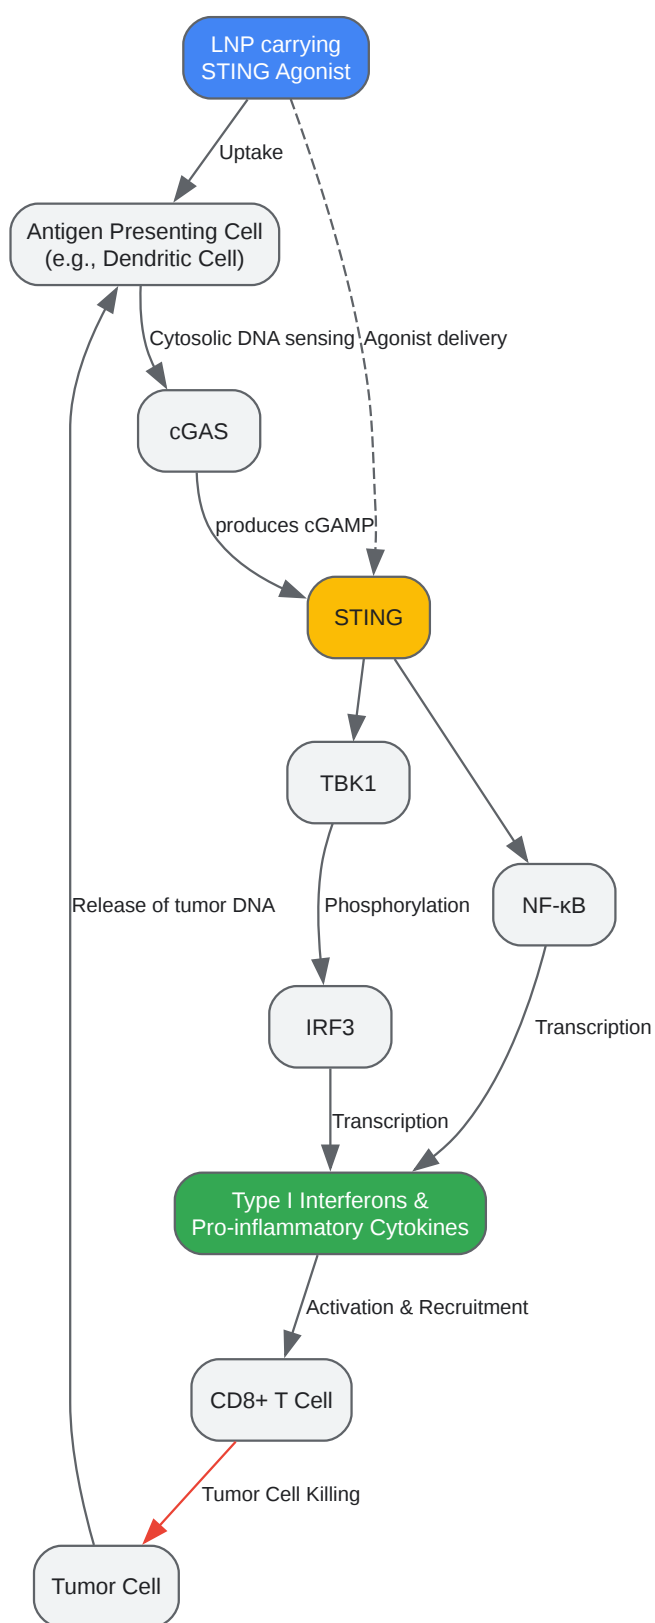 LNP carrying
STING Agonist
Uptake
Antigen Presenting Cell
(e.g., Dendritic Cell)
Cytosolic DNA sensing
Agonist delivery
cGAS
produces cGAMP
STING
TBK1
Release of tumor DNA
Phosphorylation
NF-κB
IRF3
Transcription
Transcription
Type I Interferons &
Pro-inflammatory Cytokines
Activation & Recruitment
CD8+ T Cell
Tumor Cell Killing
Tumor Cell